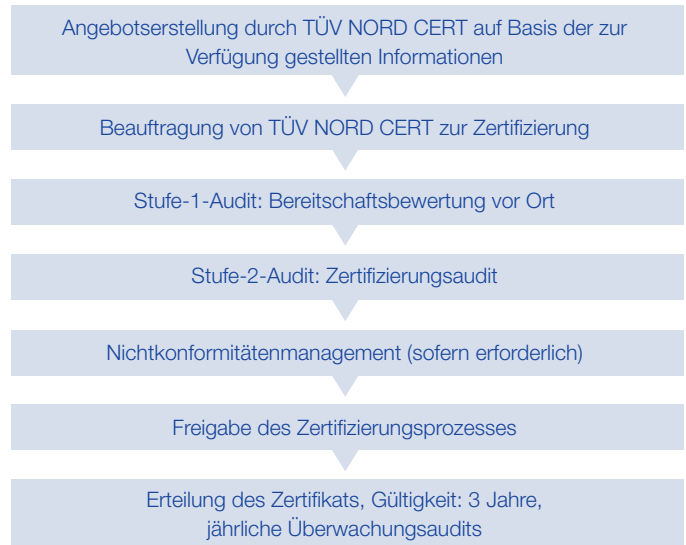 Angebotserstellung durch TÜV NORD CERT auf Basis der zur
Verfügung gestellten Informationen
Beauftragung von TÜV NORD CERT zur Zertifizierung
Stufe-1-Audit: Bereitschaftsbewertung vor Ort
Stufe-2-Audit: Zertifizierungsaudit
Nichtkonformitätenmanagement (sofern erforderlich)
Freigabe des Zertifizierungsprozesses
Erteilung des Zertifikats, Gültigkeit: 3 Jahre,
jährliche Überwachungsaudits